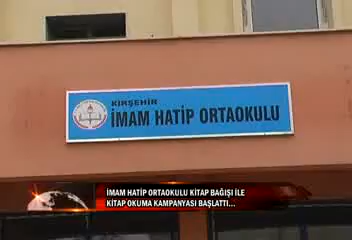 KIRŞEHİR
İMAM HATİP ORTAOKULU
İMAM HATİP ORTAOKULU KİTAP BAĞIŞI İLE
KİTAP OKUMA KAMPANYASI BAŞLATTI...